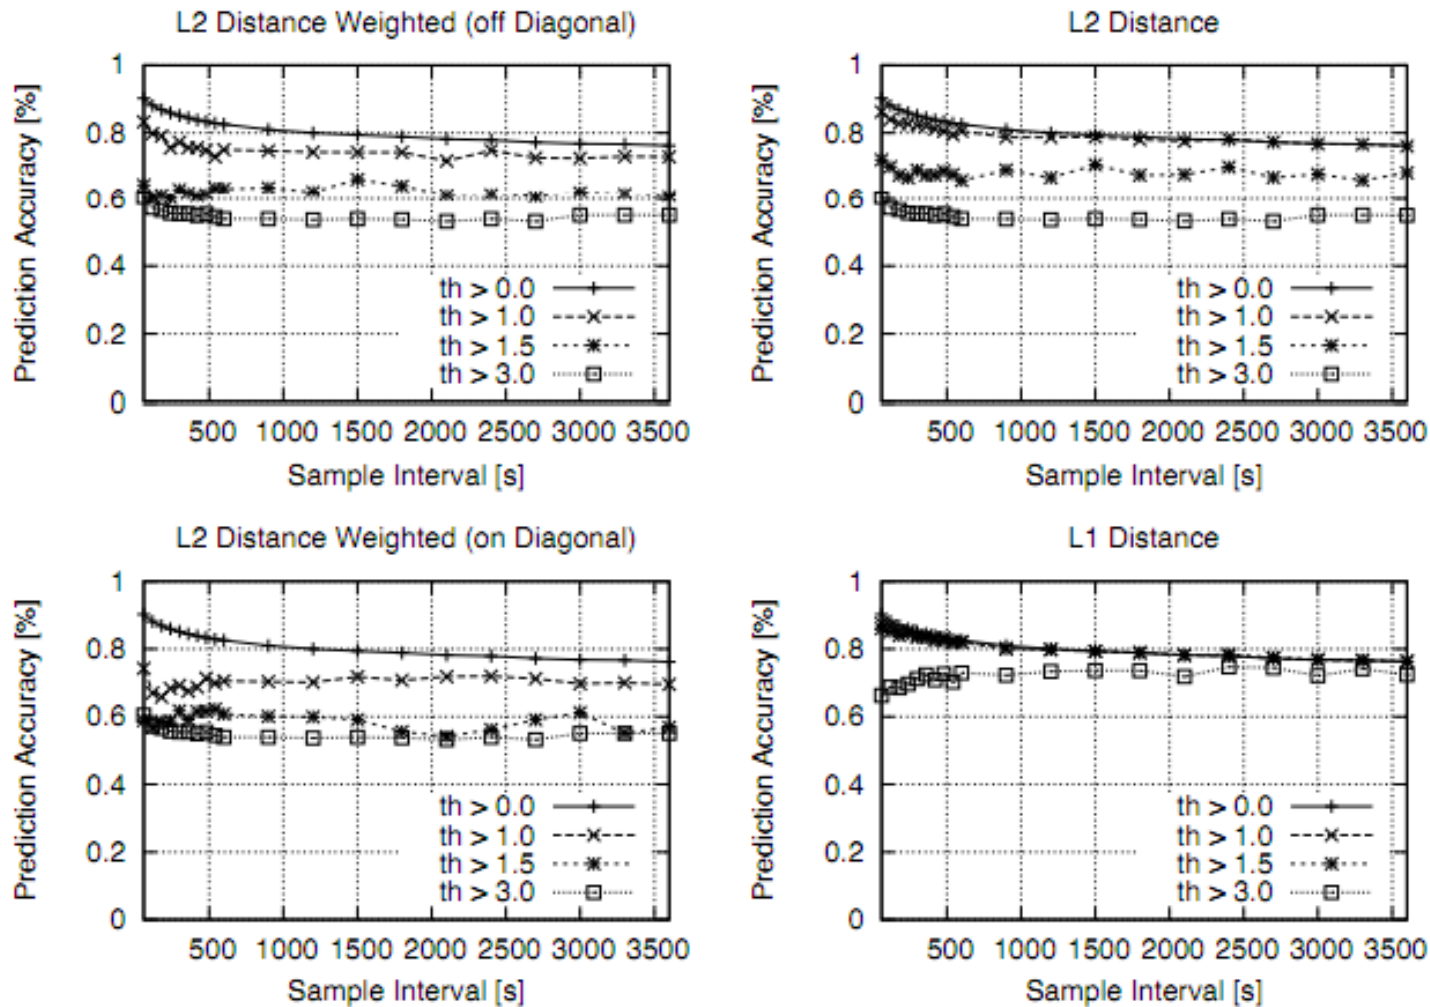 L2 Distance Weighted (off Diagonal)
Prediction Accuracy [%]
1
0.8
0.6
0.4
0.2
0
th > 0.0
th > 1.0
th > 1.5
th > 3.0
500 1000 1500 2000 2500 3000 3500
Sample Interval [s]
L2 Distance
Prediction Accuracy [%]
1
0.8
0.6
0.4
0.2
0
th > 0.0
th > 1.0
th > 1.5
th > 3.0
500 1000 1500 2000 2500 3000 3500
Sample Interval [s]
L2 Distance Weighted (on Diagonal)
Prediction Accuracy [%]
1
0.8
0.6
0.4
0.2
0
th > 0.0
th > 1.0
th > 1.5
th > 3.0
500 1000 1500 2000 2500 3000 3500
Sample Interval [s]
L1 Distance
Prediction Accuracy [%]
1
0.8
0.6
0.4
0.2
0
th > 0.0
th > 1.0
th > 1.5
th > 3.0
500 1000 1500 2000 2500 3000 3500
Sample Interval [s]